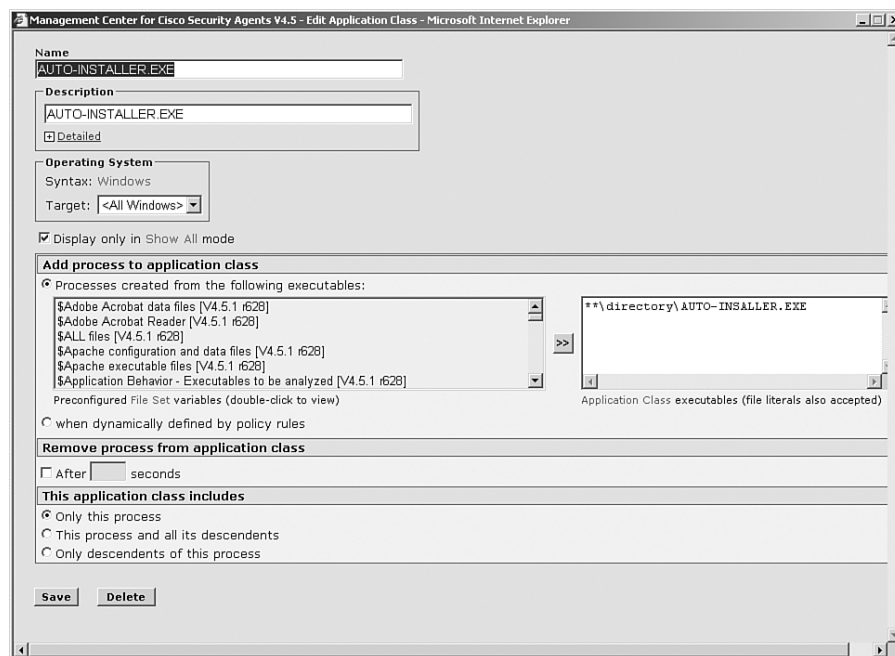 Management Center for Cisco Security Agents V4.5 - Edit Application Class - Microsoft Internet Explorer
Name
AUTO-INSTALLER.EXE
Description
AUTO-INSTALLER.EXE
Detailed
Operating System
Syntax: Windows
Target: <All Windows>
Display only in Show All mode
Add process to application class
Processes created from the following executables:
$Adobe Acrobat data files [V4.5.1 r628]
$Adobe Acrobat Reader [V4.5.1 r628]
$ALL files [V4.5.1 r628]
$Apache configuration and data files [V4.5.1 r628]
$Apache executable files [V4.5.1 r628]
$Application Behavior - Executables to be analyzed [V4.5.1 r628]
>>
**\directory\AUTO-INSALLER.EXE
Preconfigured File Set variables (double-click to view)
Application Class executables (file literals also accepted)
when dynamically defined by policy rules
Remove process from application class
After seconds
This application class includes
Only this process
This process and all its descendents
Only descendents of this process
Save Delete